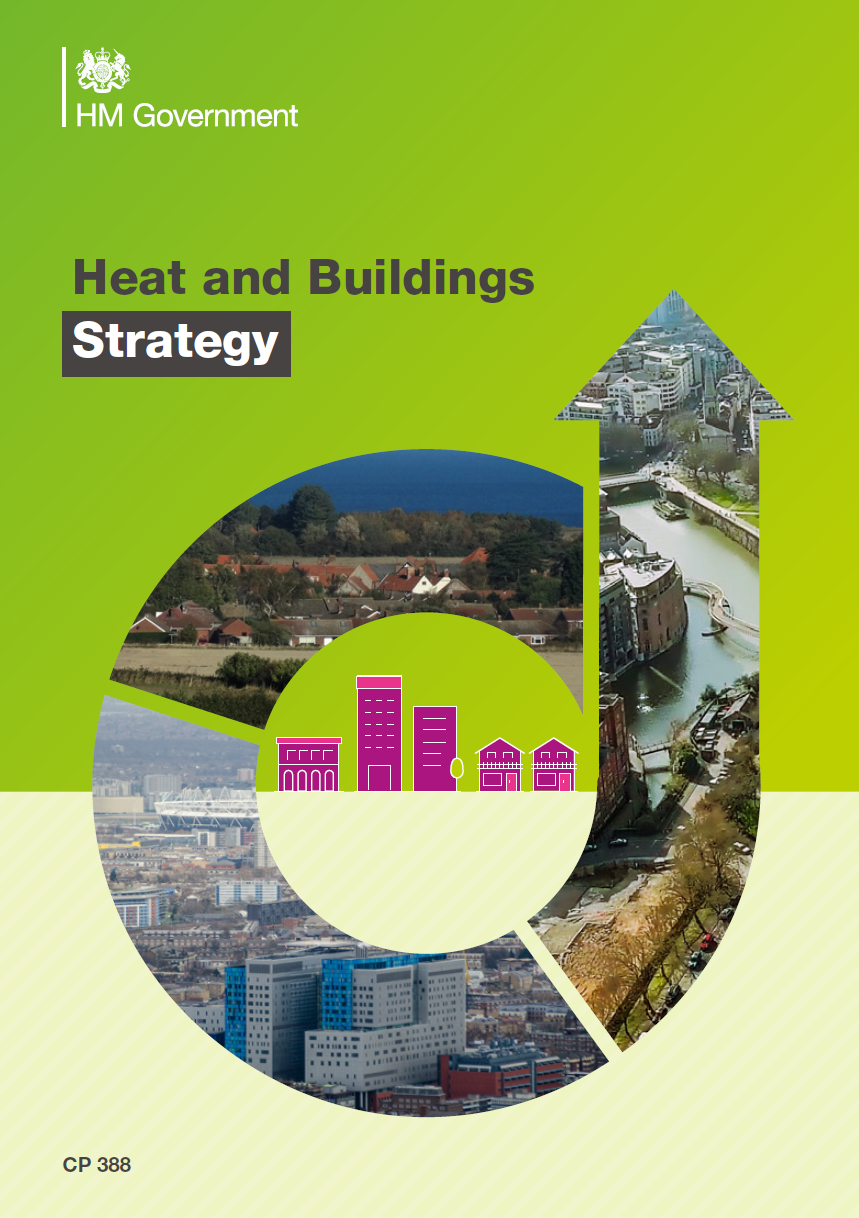 HM Government
Heat and Buildings
Strategy
CP 388